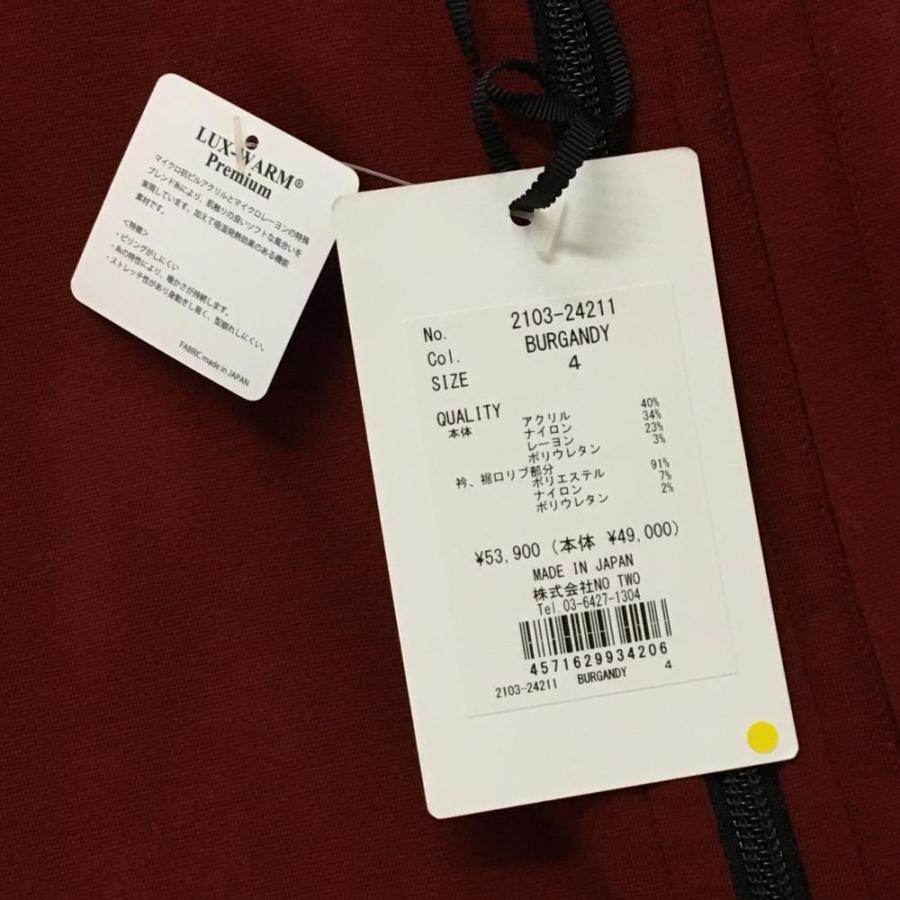 LUX-WARM®
Premium
マイクロ抗ピルアクリルとマイクロレーヨンの特殊
ブレンド糸により、肌触りの良いソフトな風合いを
実現しています。加えて吸湿発熱効果のある機能
素材です。
<特徴>
・ピリングがしにくい
・糸の特性により、暖かさが持続します。
・ストレッチ性があり身動きし易く、型崩れしにくい。
FABRIC made in JAPAN
No. 2103-24211
Col. BURGANDY
SIZE 4
QUALITY
本体 アクリル 40%
ナイロン 34%
レーヨン 23%
ポリウレタン 3%
衿、裾口リブ部分
ポリエステル 91%
ナイロン 7%
ポリウレタン 2%
¥53,900 (本体 ¥49,000)
MADE IN JAPAN
株式会社NO TWO
Tel.03-6427-1304
4571629934206
2103-24211 BURGANDY 4